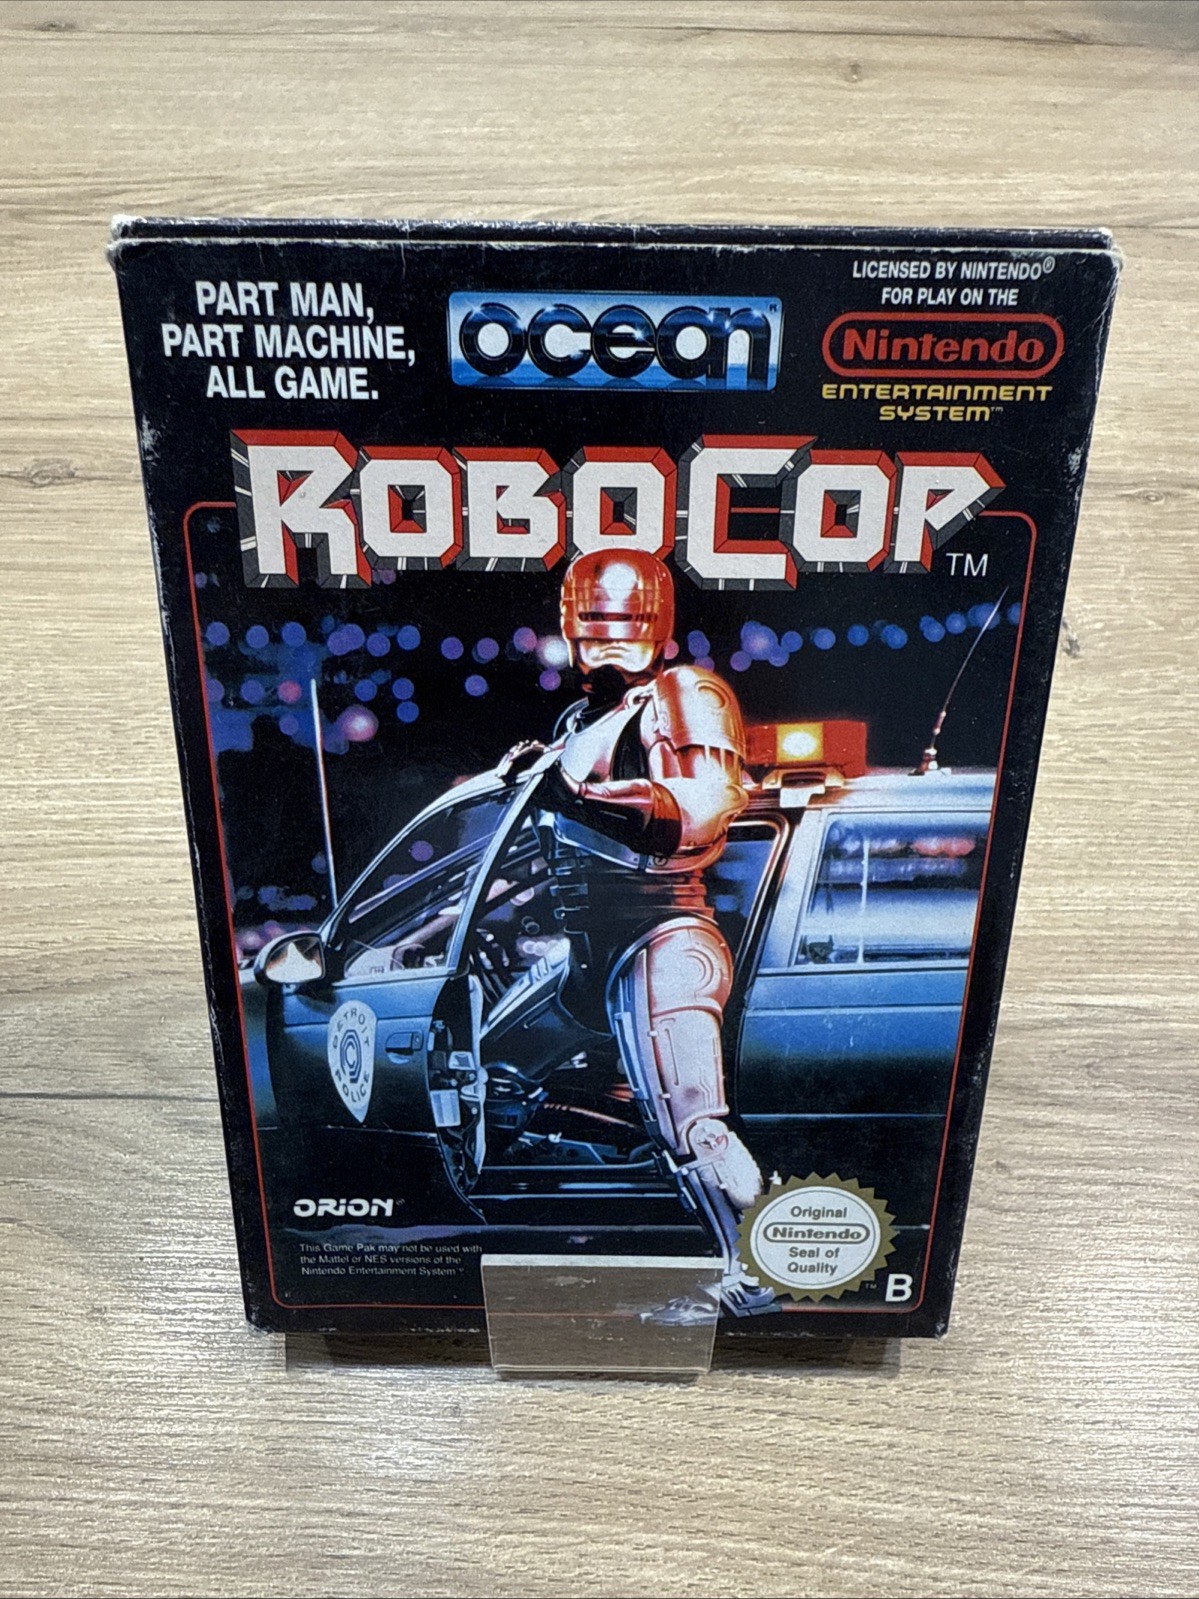 PART MAN,
PART MACHINE,
ALL GAME.
ocean®
LICENSED BY NINTENDO®
FOR PLAY ON THE
Nintendo
ENTERTAINMENT
SYSTEM™
ROBOCOP™
DETROIT
POLICE
ORION™
This Game Pak may not be used with
the Mattel or NES versions of the
Nintendo Entertainment System™
Original
Nintendo
Seal of
Quality
™
B